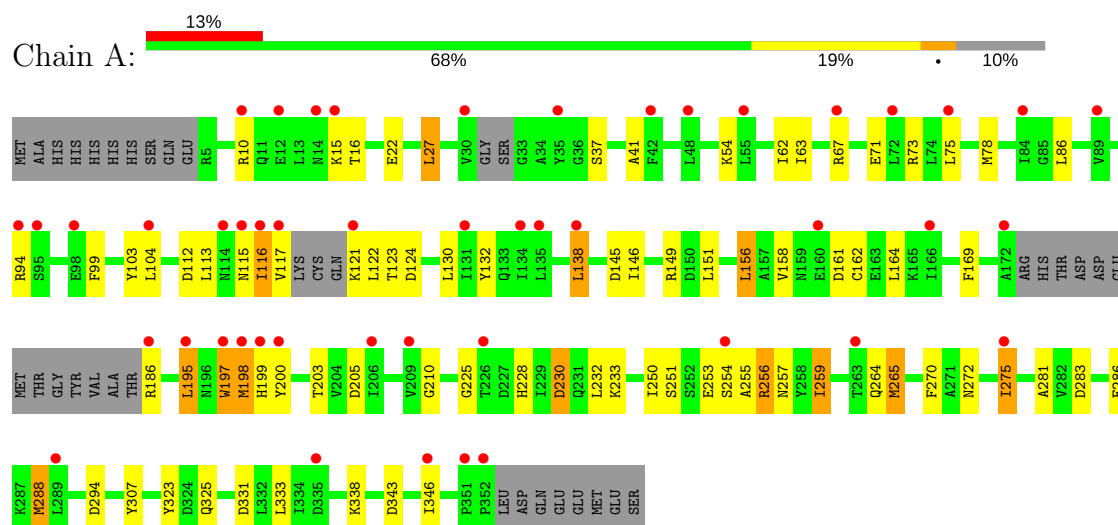 13%
Chain A:
68% 19% • 10%
MET ALA HIS HIS HIS HIS HIS HIS SER GLN GLU R5 R10 Q11 E12 L13 N14 K15 T16 E22 L27 V30 GLY SER G33 A34 Y35 G36 S37 A41 F42 L48 K54 L55 I62 I63 R67 E71 L72 R73 L74 L75 M78 I84 G85 L86 V89
R94 S95 E98 F99 Y103 L104 D112 L113 N114 N115 I116 V117 LYS CYS GLN K121 L122 T123 D124 L130 I131 Y132 Q133 I134 L135 L138 D145 I146 R149 D150 L151 L156 A157 V158 N159 E160 D161 C162 E163 L164 K165 I166 F169 A172 ARG HIS THR ASP ASP GLU
MET THR GLY TYR VAL ALA THR R186 L195 N196 W197 M198 H199 Y200 T203 V204 D205 I206 V209 G210 G225 T226 D227 H228 I229 D230 Q231 L232 K233 I250 S251 S252 E253 S254 A255 R256 N257 Y258 I259 T263 Q264 M265 F270 A271 N272 I275 A281 V282 D283 E286
K287 M288 L289 D294 Y307 Y323 D324 Q325 D331 L332 L333 I334 D335 K338 D343 I346 P351 P352 LEU ASP GLN GLU GLU MET GLU SER